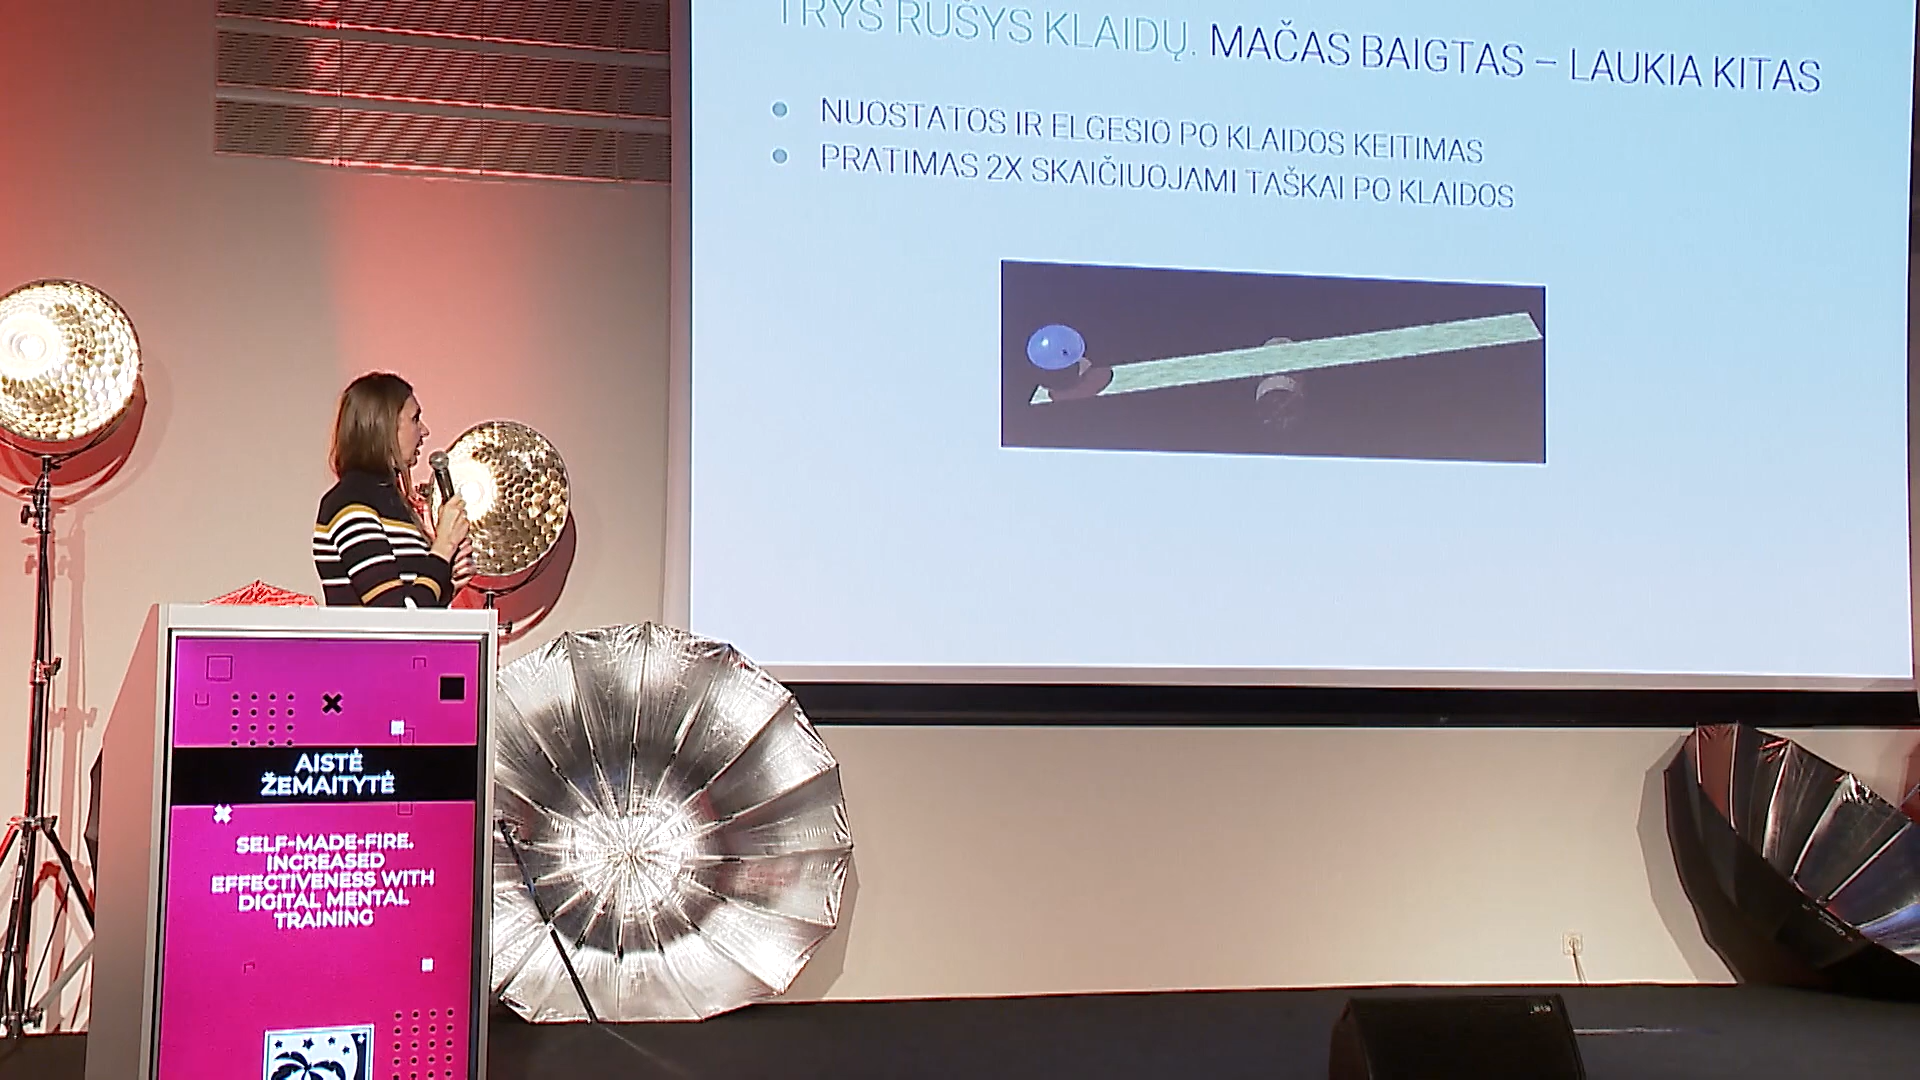 TRYS RŪŠYS KLAIDŲ. MAČAS BAIGTAS – LAUKIA KITAS
• NUOSTATOS IR ELGESIO PO KLAIDOS KEITIMAS
• PRATIMAS 2X SKAIČIUOJAMI TAŠKAI PO KLAIDOS
AISTĖ
ŽEMAITYTĖ
SELF-MADE-FIRE.
INCREASED
EFFECTIVENESS WITH
DIGITAL MENTAL
TRAINING